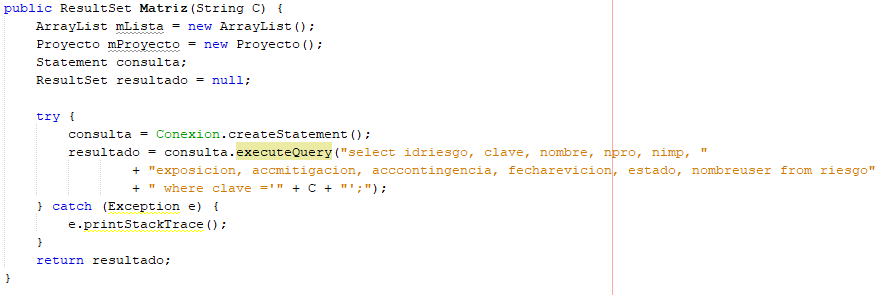 public ResultSet Matriz(String C) {
    ArrayList mLista = new ArrayList();
    Proyecto mProyecto = new Proyecto();
    Statement consulta;
    ResultSet resultado = null;

    try {
        consulta = Conexion.createStatement();
        resultado = consulta.executeQuery("select idriesgo, clave, nombre, npro, nimp, "
                + "exposicion, accmitigacion, acccontingencia, fecharevicion, estado, nombreuser from riesgo"
                + " where clave ='" + C + "';");
    } catch (Exception e) {
        e.printStackTrace();
    }
    return resultado;
}